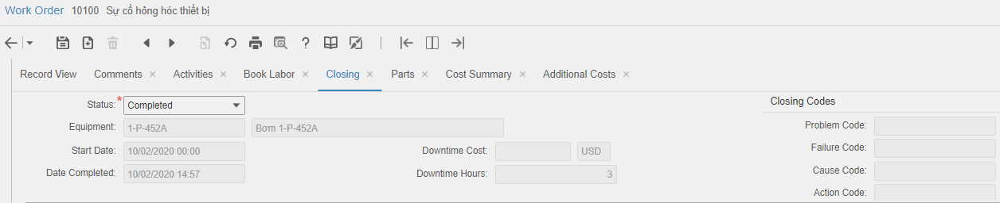 Work Order 10100 Sự cố hỏng hóc thiết bị
Record View Comments Activities Book Labor Closing Parts Cost Summary Additional Costs
Status:* Completed
Closing Codes
Equipment: 1-P-452A Bơm 1-P-452A
Problem Code:
Start Date: 10/02/2020 00:00 Downtime Cost: USD
Failure Code:
Date Completed: 10/02/2020 14:57 Downtime Hours: 3
Cause Code:
Action Code: